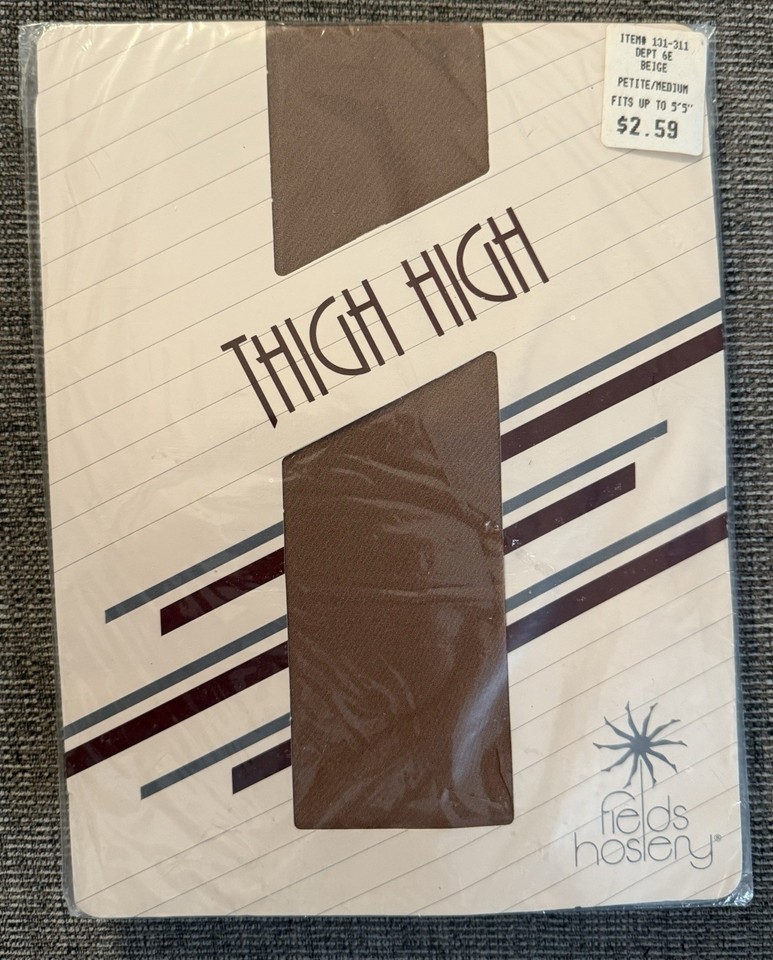 ITEM# 131-311
DEPT 6E
BEIGE
PETITE/MEDIUM
FITS UP TO 5'5"
$2.59
THIGH HIGH
fields
hosiery®